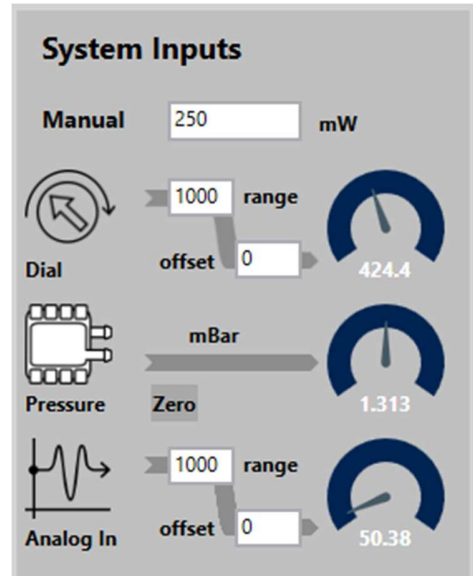 System Inputs
Manual 250 mW
1000 range
Dial offset 0 424.4
mBar
Pressure Zero 1.313
1000 range
Analog In offset 0 50.38